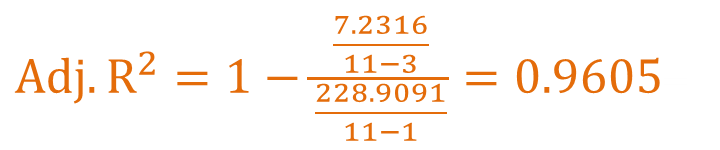 Adj. R² = 1 − (7.2316 / (11−3)) / (228.9091 / (11−1)) = 0.9605